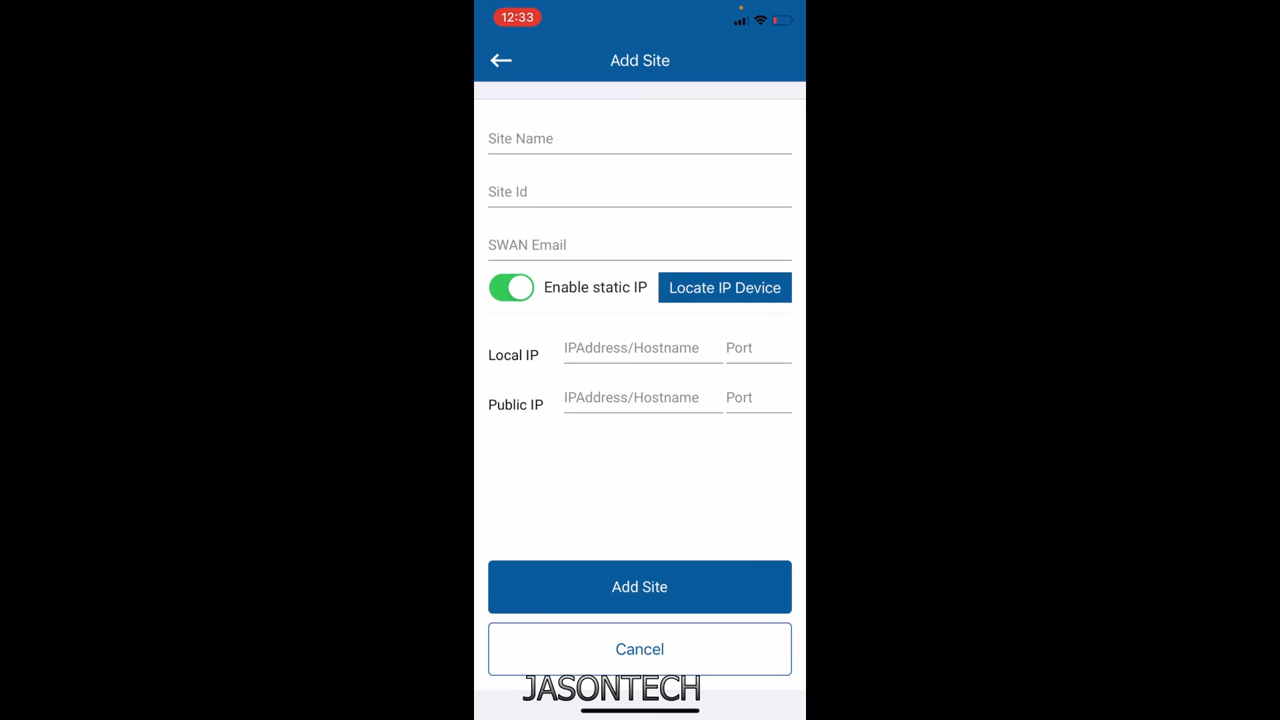 12:33
Add Site
Site Name
Site Id
SWAN Email
Enable static IP Locate IP Device
Local IP IPAddress/Hostname Port
Public IP IPAddress/Hostname Port
Add Site
Cancel
JASONTECH